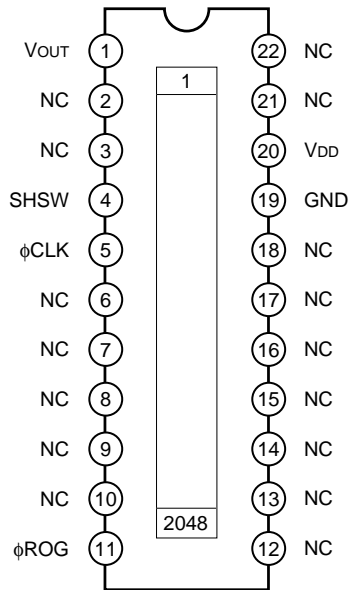 VOUT 1 22 NC
1
NC 2 21 NC
NC 3 20 VDD
SHSW 4 19 GND
φCLK 5 18 NC
NC 6 17 NC
NC 7 16 NC
NC 8 15 NC
NC 9 14 NC
NC 10 13 NC
2048
φROG 11 12 NC